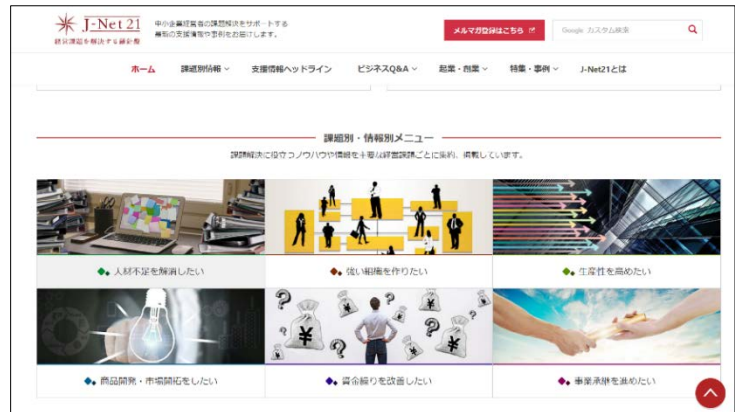 J-Net21
経営課題を解決する羅針盤
中小企業経営者の課題解決をサポートする
最新の支援情報や事例をお届けします。
メルマガ登録はこちら
Google カスタム検索
ホーム 課題別情報 支援情報ヘッドライン ビジネスQ&A 起業・創業 特集・事例 J-Net21とは
課題別・情報別メニュー
課題解決に役立つノウハウや情報を主要な経営課題ごとに集約、掲載しています。
人材不足を解消したい 強い組織を作りたい 生産性を高めたい
? ? ? ? ?
¥ ¥ ¥ ¥
商品開発・市場開拓をしたい 資金繰りを改善したい 事業承継を進めたい